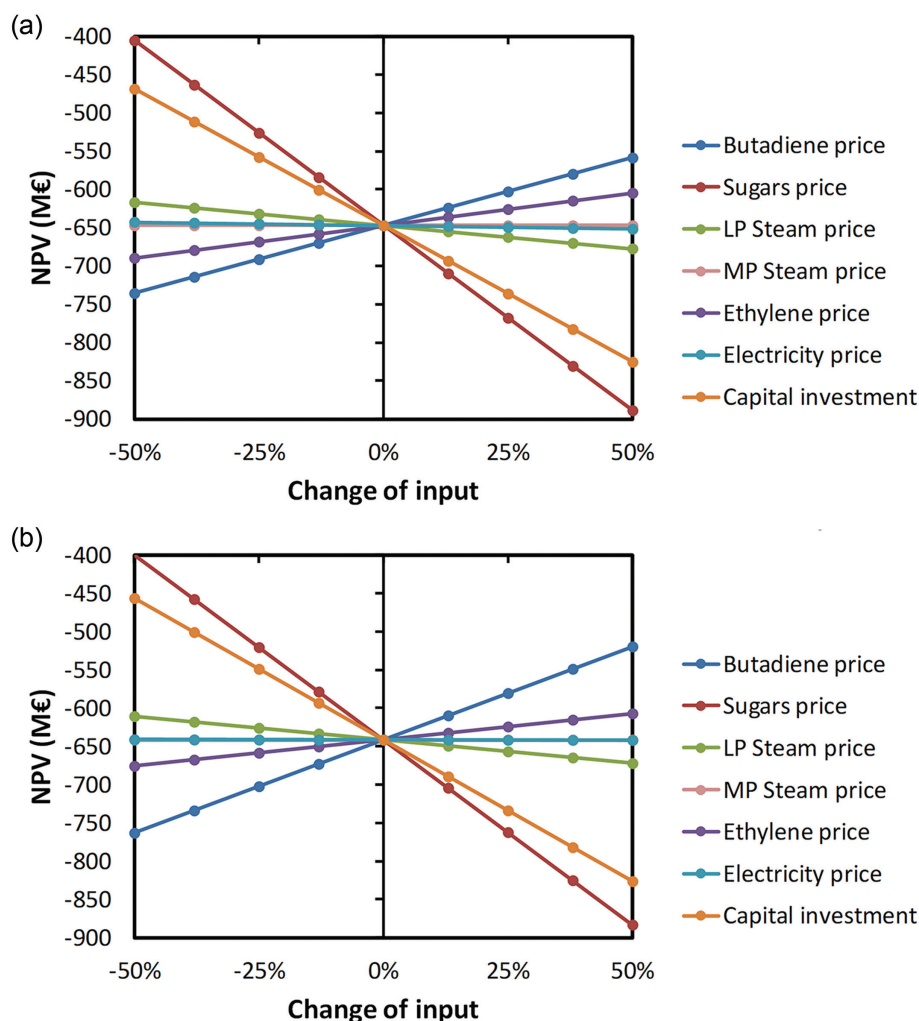 (a)
-400
-450
-500
-550
-600
-650
-700
-750
-800
-850
-900
NPV (M€)
-50%
-25%
0%
25%
50%
Change of input
Butadiene price
Sugars price
LP Steam price
MP Steam price
Ethylene price
Electricity price
Capital investment
(b)
-400
-450
-500
-550
-600
-650
-700
-750
-800
-850
-900
NPV (M€)
-50%
-25%
0%
25%
50%
Change of input
Butadiene price
Sugars price
LP Steam price
MP Steam price
Ethylene price
Electricity price
Capital investment